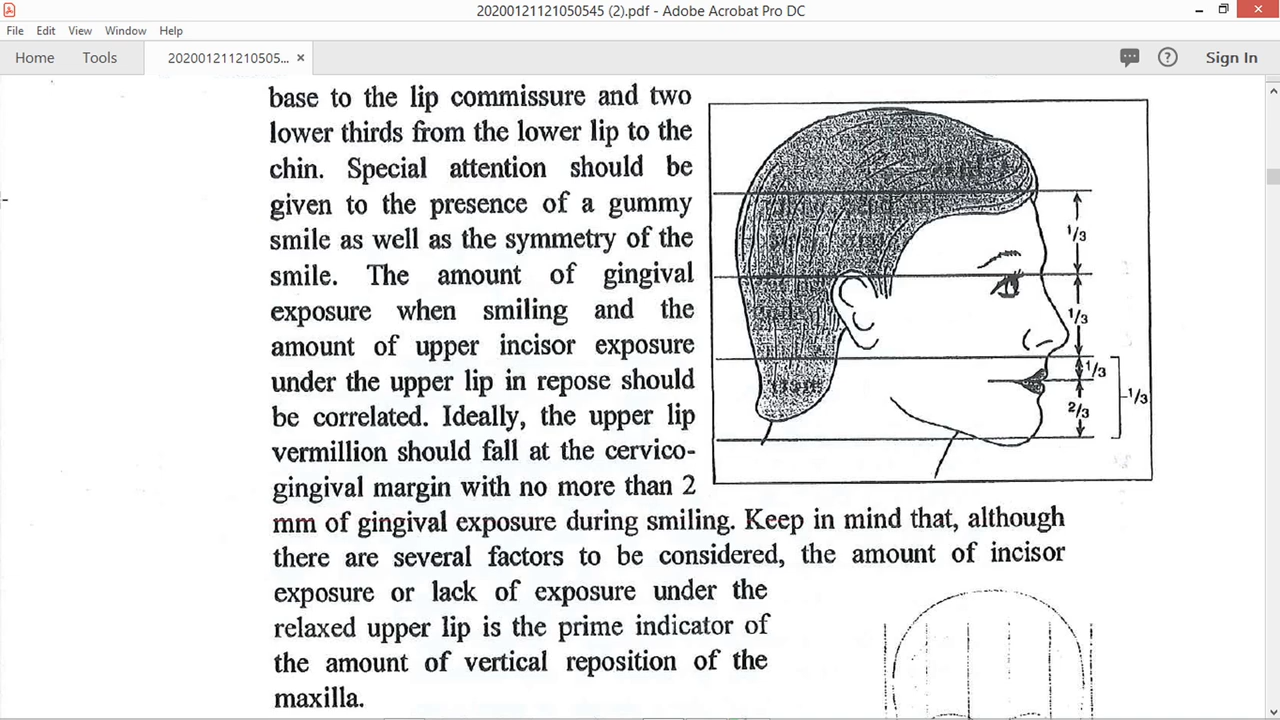 20200121121050545 (2).pdf - Adobe Acrobat Pro DC
File Edit View Window Help
Home Tools 202001211210505... × Sign In
base to the lip commissure and two
lower thirds from the lower lip to the
chin. Special attention should be
given to the presence of a gummy
smile as well as the symmetry of the
smile. The amount of gingival
exposure when smiling and the
amount of upper incisor exposure
under the upper lip in repose should
be correlated. Ideally, the upper lip
vermillion should fall at the cervico-
gingival margin with no more than 2
mm of gingival exposure during smiling. Keep in mind that, although
there are several factors to be considered, the amount of incisor
exposure or lack of exposure under the
relaxed upper lip is the prime indicator of
the amount of vertical reposition of the
maxilla.
1/3
1/3
1/3
2/3
1/3